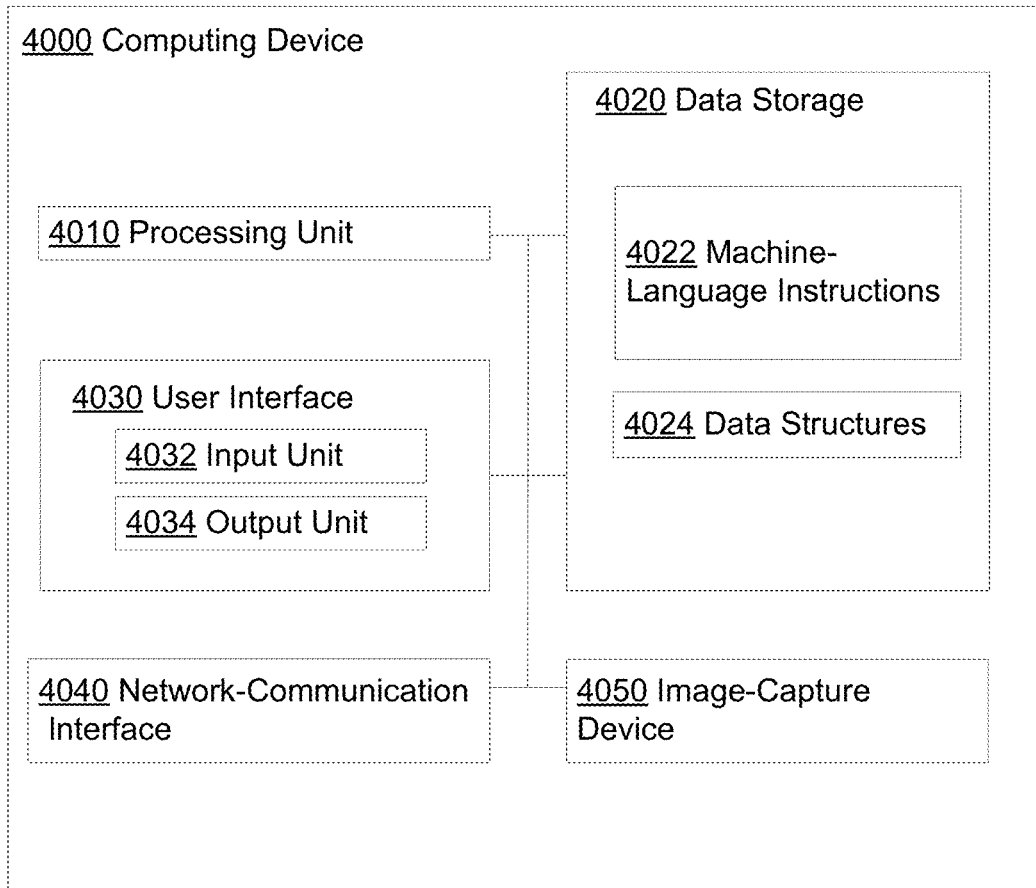 4000 Computing Device
4020 Data Storage
4010 Processing Unit
4022 Machine-
Language Instructions
4030 User Interface
4024 Data Structures
4032 Input Unit
4034 Output Unit
4040 Network-Communication
Interface
4050 Image-Capture
Device